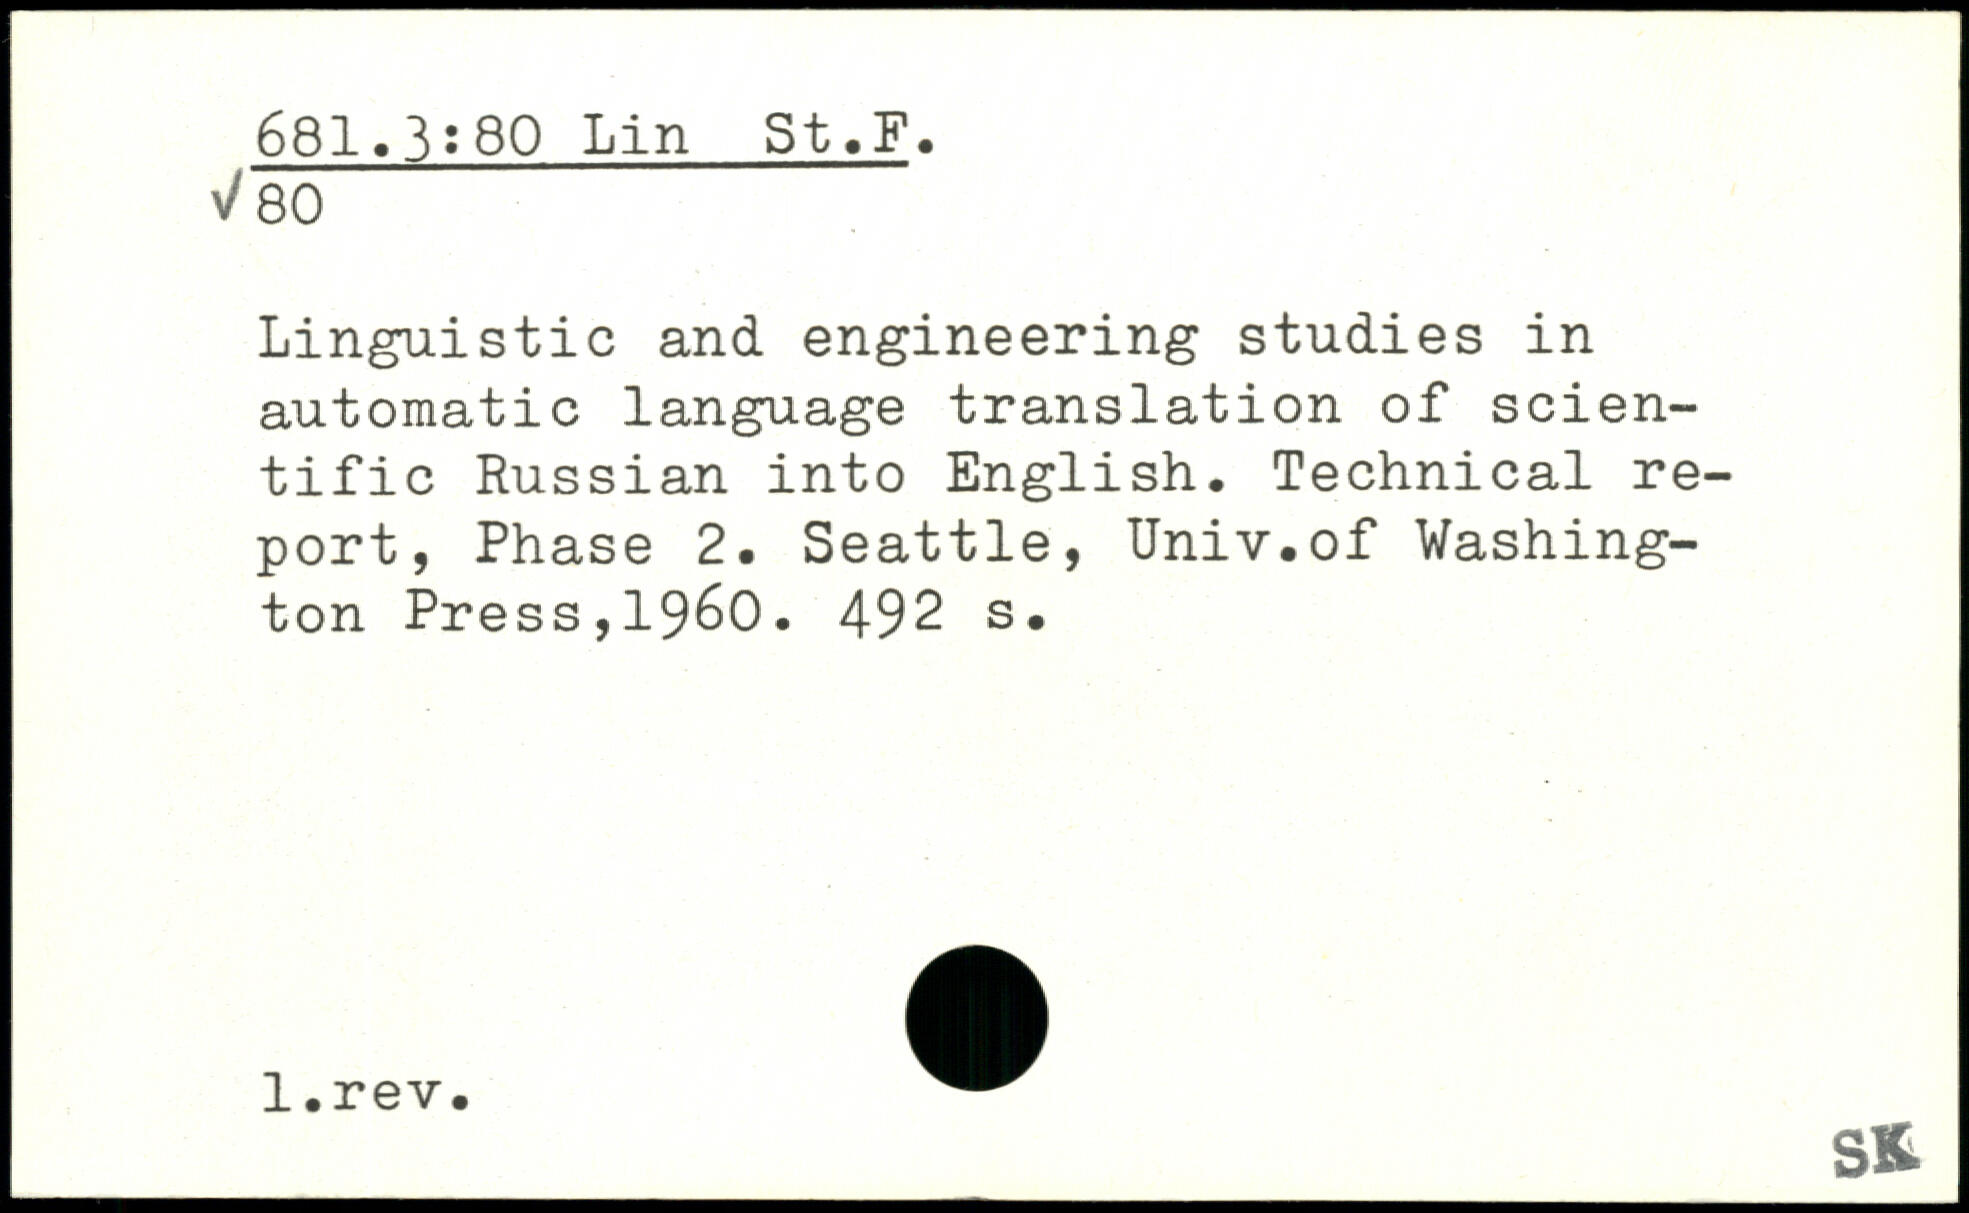 681.3:80 Lin St.F.
√ 80
Linguistic and engineering studies in
automatic language translation of scien-
tific Russian into English. Technical re-
port, Phase 2. Seattle, Univ.of Washing-
ton Press,1960. 492 s.
1.rev.
SK